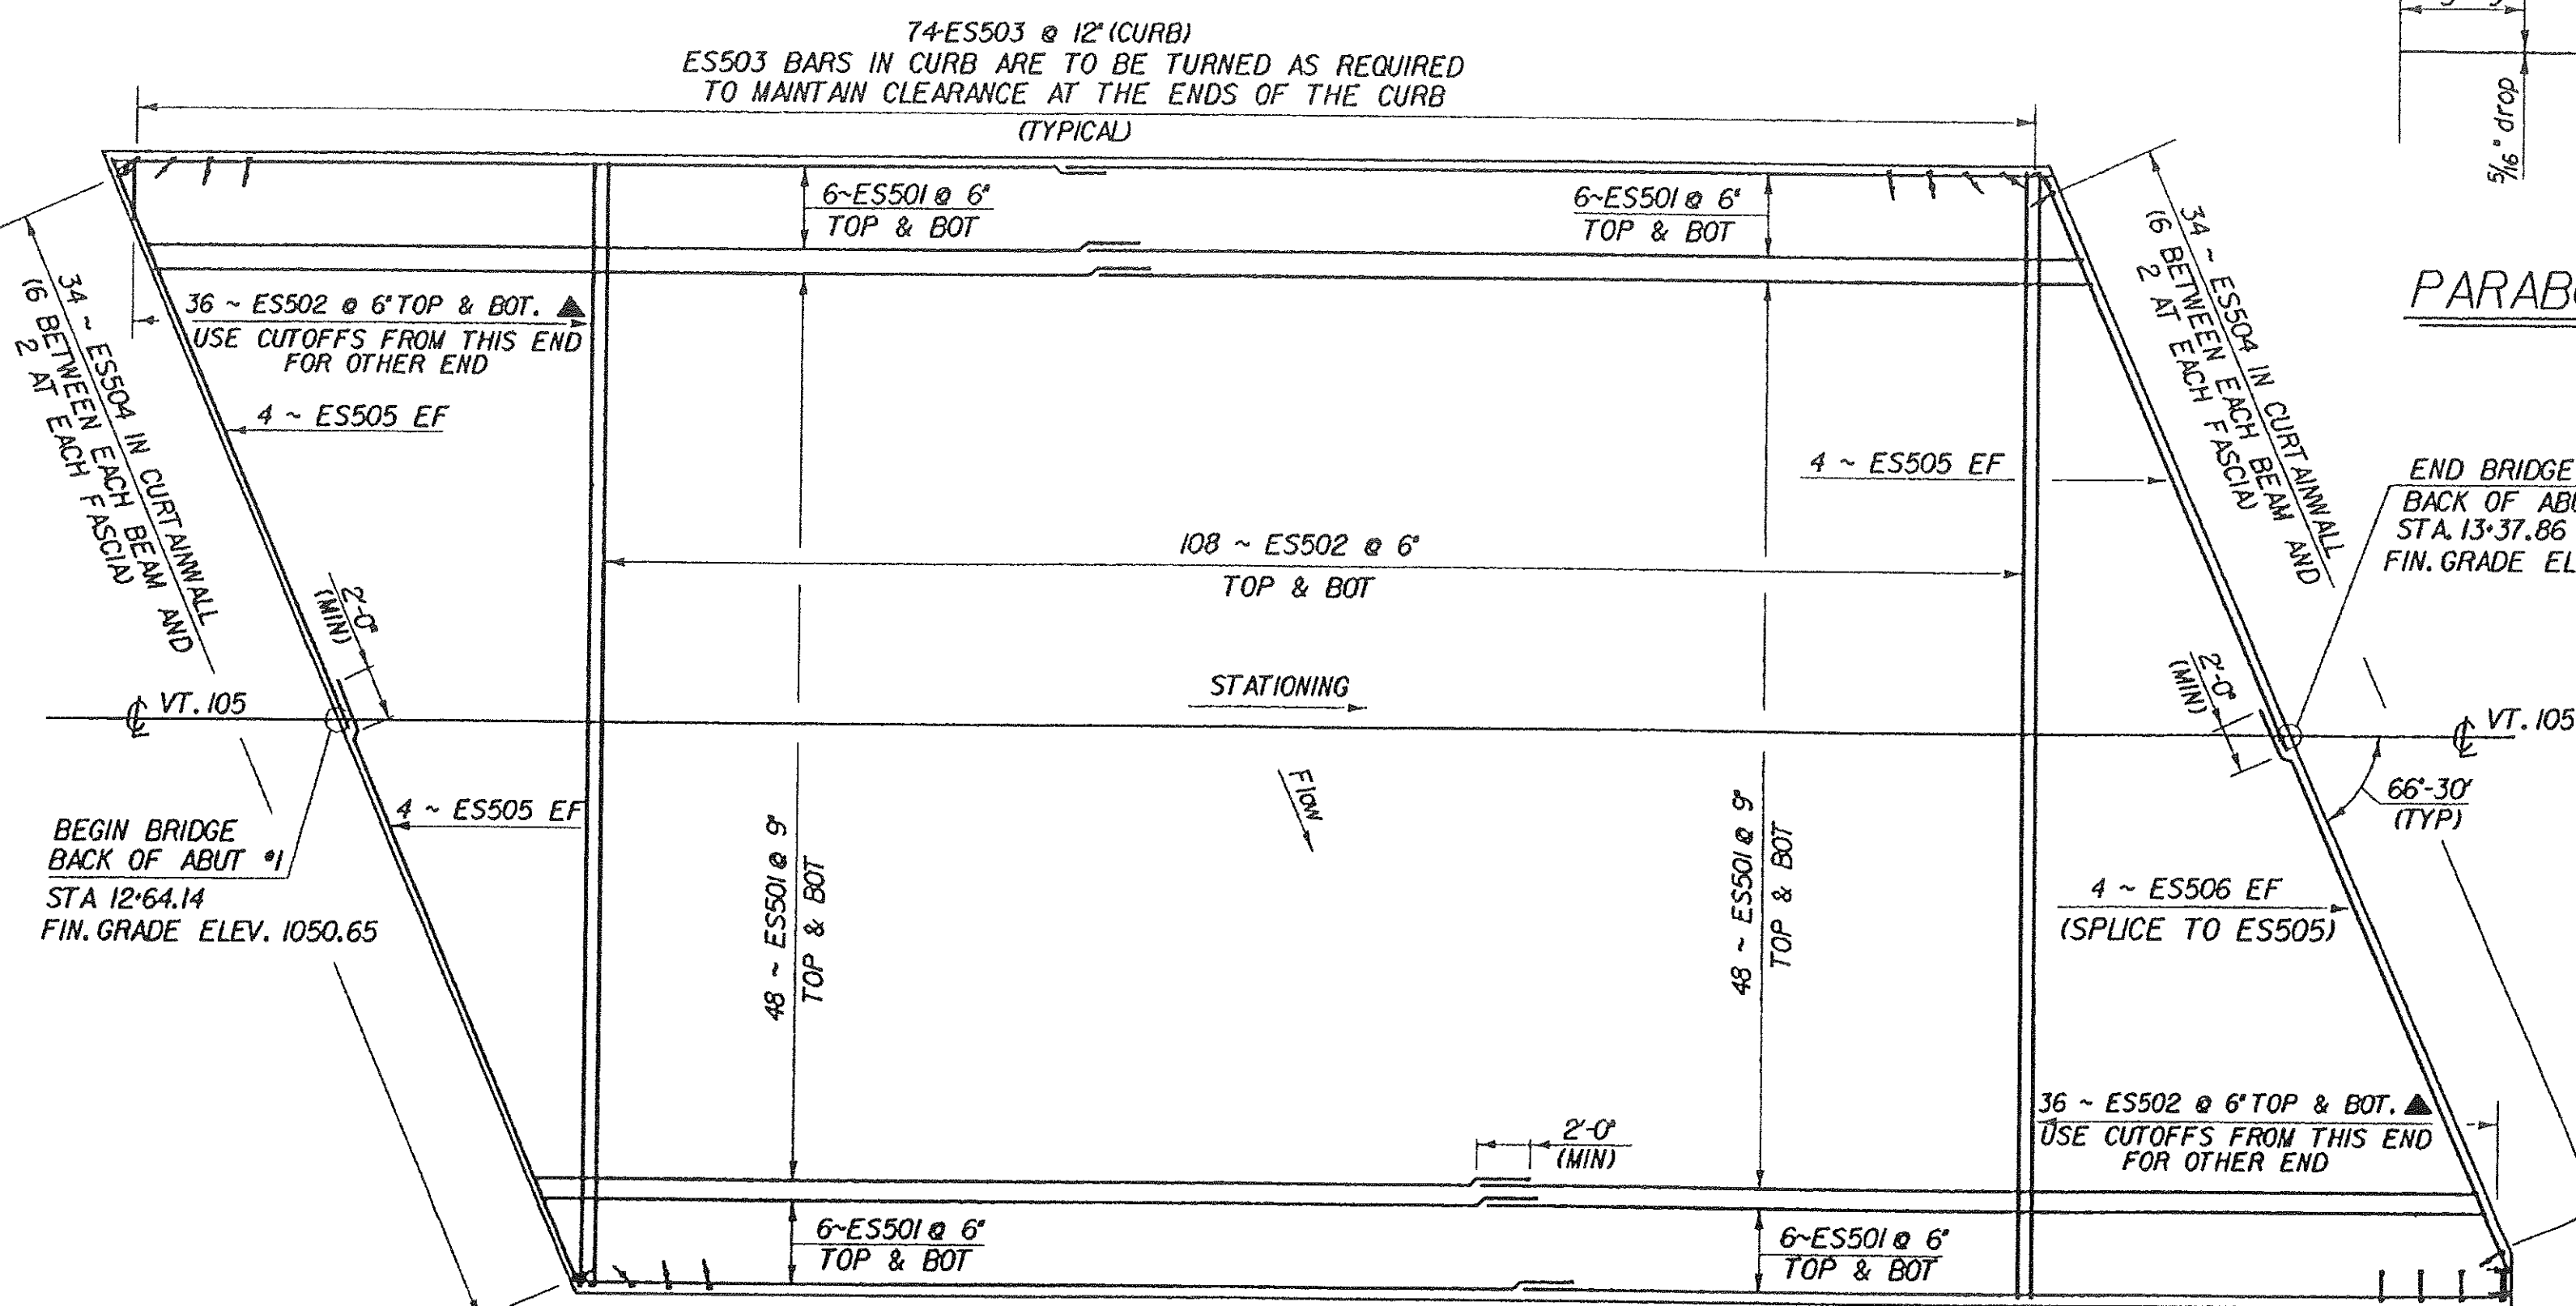 74-ES503 @ 12" (CURB)
ES503 BARS IN CURB ARE TO BE TURNED AS REQUIRED
TO MAINTAIN CLEARANCE AT THE ENDS OF THE CURB
(TYPICAL)
5/16" drop
6~ES501 @ 6"
TOP & BOT
6~ES501 @ 6"
TOP & BOT
34 ~ ES504 IN CURTAINWALL
(6 BETWEEN EACH BEAM AND
2 AT EACH FASCIA)
34 ~ ES504 IN CURTAINWALL
(6 BETWEEN EACH BEAM AND
2 AT EACH FASCIA)
36 ~ ES502 @ 6" TOP & BOT. ▲
USE CUTOFFS FROM THIS END
FOR OTHER END
PARAB
4 ~ ES505 EF
4 ~ ES505 EF
END BRIDGE
BACK OF ABU
STA. 13+37.86
FIN. GRADE EL
108 ~ ES502 @ 6"
TOP & BOT
2'-0"
(MIN)
2'-0"
(MIN)
STATIONING
℄ VT. 105
℄ VT. 105
Flow
66°-30'
(TYP)
4 ~ ES505 EF
BEGIN BRIDGE
BACK OF ABUT #1
STA 12+64.14
FIN. GRADE ELEV. 1050.65
48 ~ ES501 @ 9"
TOP & BOT
48 ~ ES501 @ 9"
TOP & BOT
4 ~ ES506 EF
(SPLICE TO ES505)
36 ~ ES502 @ 6" TOP & BOT. ▲
USE CUTOFFS FROM THIS END
FOR OTHER END
2'-0"
(MIN)
6~ES501 @ 6"
TOP & BOT
6~ES501 @ 6"
TOP & BOT